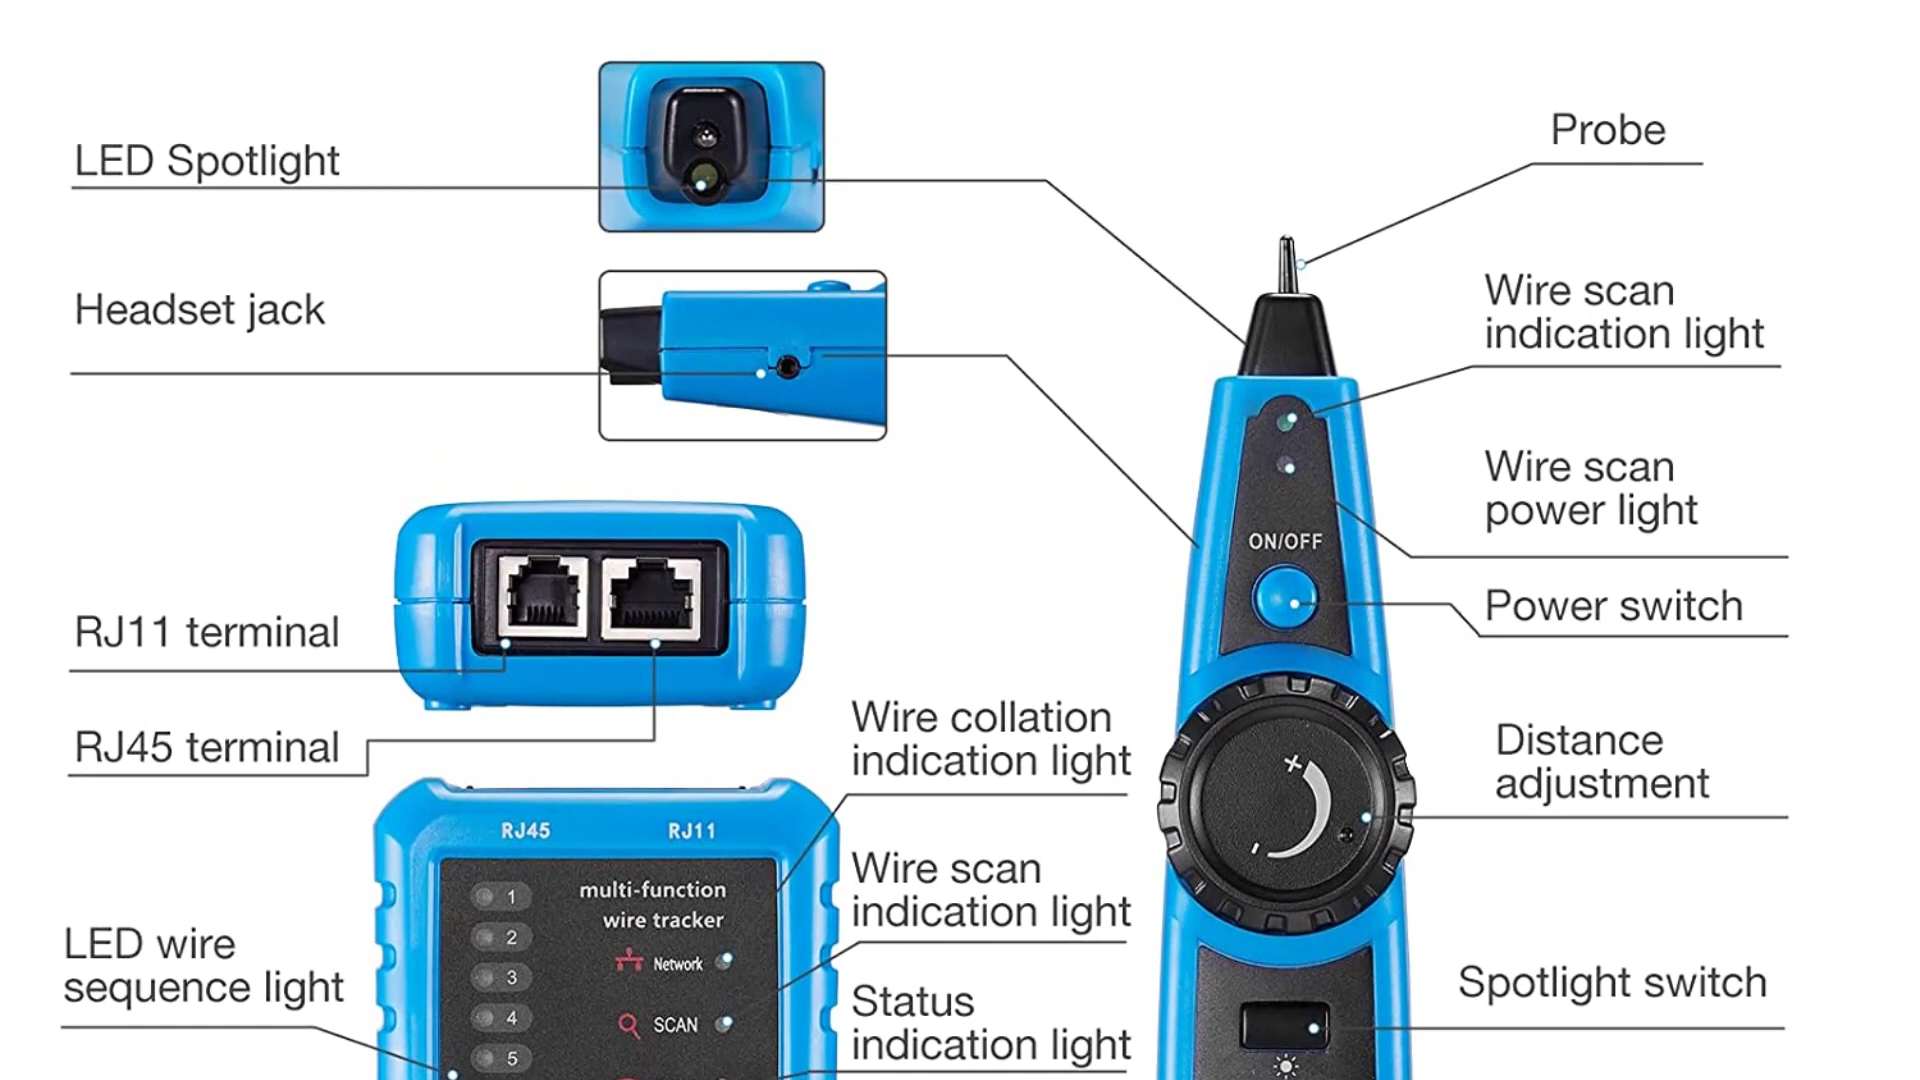 LED Spotlight
Probe
Headset jack
Wire scan
indication light
Wire scan
power light
ON/OFF
Power switch
RJ11 terminal
RJ45 terminal
Wire collation
indication light
Distance
adjustment
+
-
RJ45
RJ11
multi-function
wire tracker
1
2
3
4
5
Network
SCAN
Wire scan
indication light
LED wire
sequence light
Status
indication light
Spotlight switch